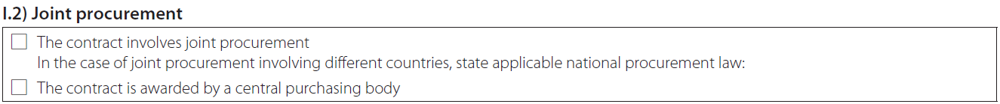 I.2) Joint procurement
The contract involves joint procurement
In the case of joint procurement involving different countries, state applicable national procurement law:
The contract is awarded by a central purchasing body